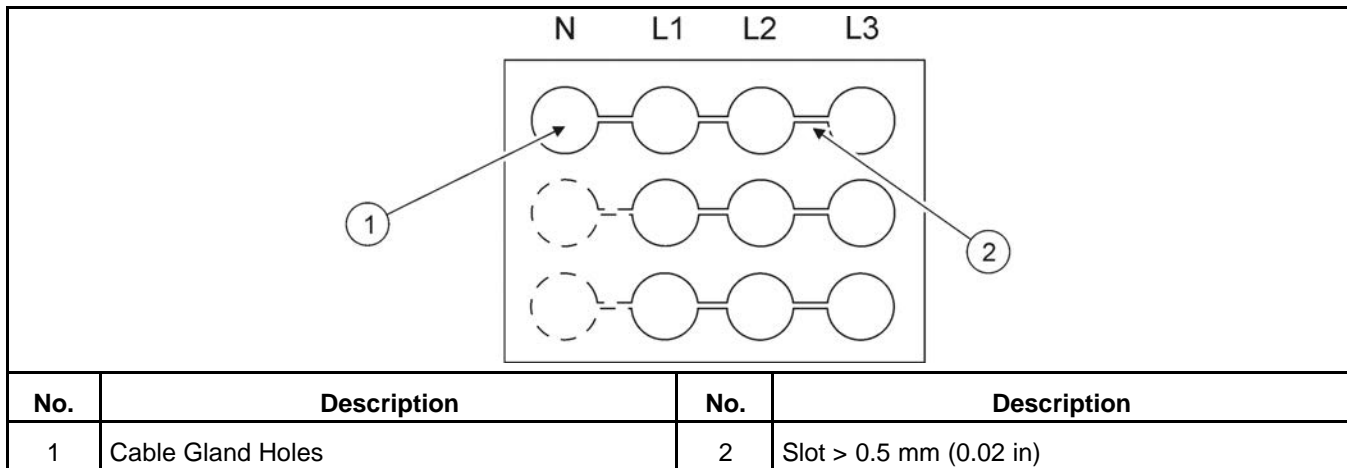 N L1 L2 L3
1
2
No. Description No. Description
1 Cable Gland Holes 2 Slot > 0.5 mm (0.02 in)